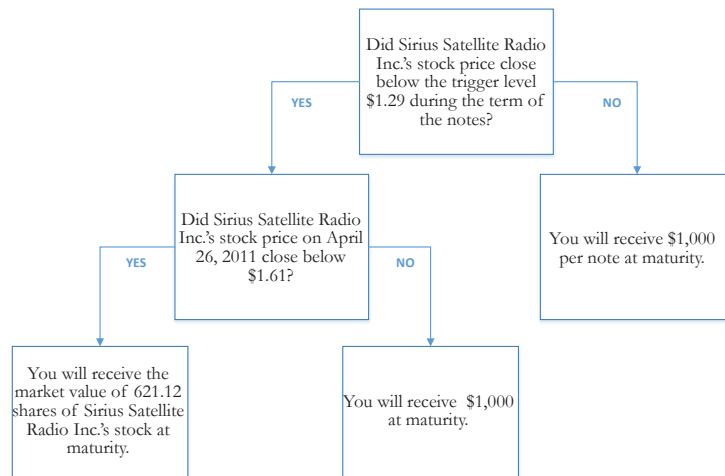 Did Sirius Satellite Radio
Inc.'s stock price close
below the trigger level
$1.29 during the term of
the notes?
YES
NO
Did Sirius Satellite Radio
Inc.'s stock price on April
26, 2011 close below
$1.61?
You will receive $1,000
per note at maturity.
YES
NO
You will receive the
market value of 621.12
shares of Sirius Satellite
Radio Inc.'s stock at
maturity.
You will receive $1,000
at maturity.